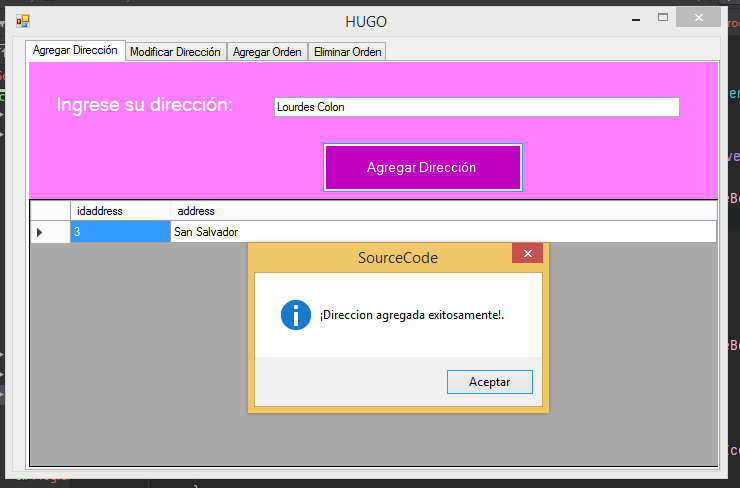 HUGO
Agregar Dirección Modificar Dirección Agregar Orden Eliminar Orden
Ingrese su dirección: Lourdes Colon
Agregar Dirección
idaddress address
3 San Salvador
SourceCode
¡Direccion agregada exitosamente!.
Aceptar